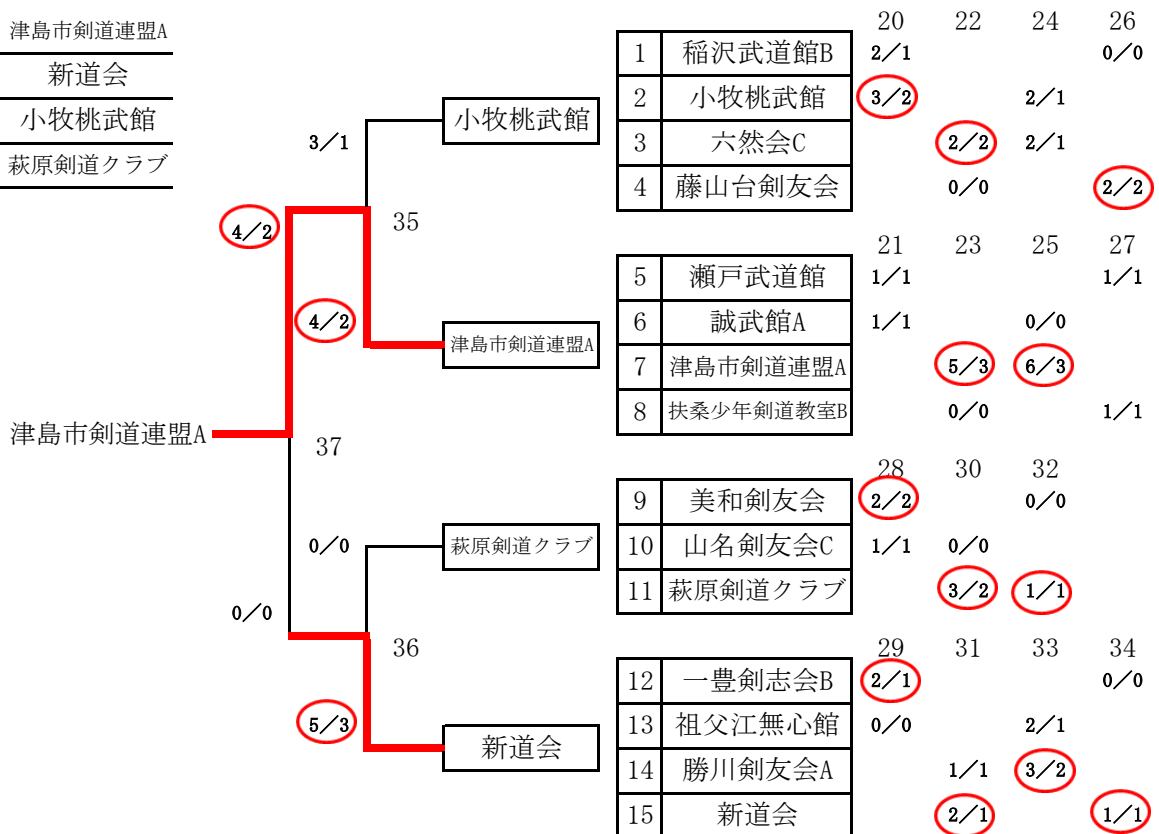 津島市剣道連盟A
新道会
小牧桃武館
萩原剣道クラブ
20 22 24 26
1 稲沢武道館B 2/1 0/0
2 小牧桃武館 3/2 2/1
3 六然会C 2/2 2/1
4 藤山台剣友会 0/0 2/2
小牧桃武館
3/1
4/2
35
21 23 25 27
5 瀬戸武道館 1/1 1/1
6 誠武館A 1/1 0/0
7 津島市剣道連盟A 5/3 6/3
8 扶桑少年剣道教室B 0/0 1/1
4/2
津島市剣道連盟A
津島市剣道連盟A
37
28 30 32
9 美和剣友会 2/2 0/0
10 山名剣友会C 1/1 0/0
11 萩原剣道クラブ 3/2 1/1
0/0
萩原剣道クラブ
0/0
36
29 31 33 34
12 一豊剣志会B 2/1 0/0
13 祖父江無心館 0/0 2/1
14 勝川剣友会A 1/1 3/2
15 新道会 2/1 1/1
5/3
新道会